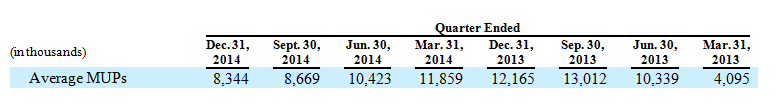 Quarter Ended
(in thousands) Dec. 31, 2014 Sept. 30, 2014 Jun. 30, 2014 Mar. 31, 2014 Dec. 31, 2013 Sep. 30, 2013 Jun. 30, 2013 Mar. 31, 2013
Average MUPs 8,344 8,669 10,423 11,859 12,165 13,012 10,339 4,095